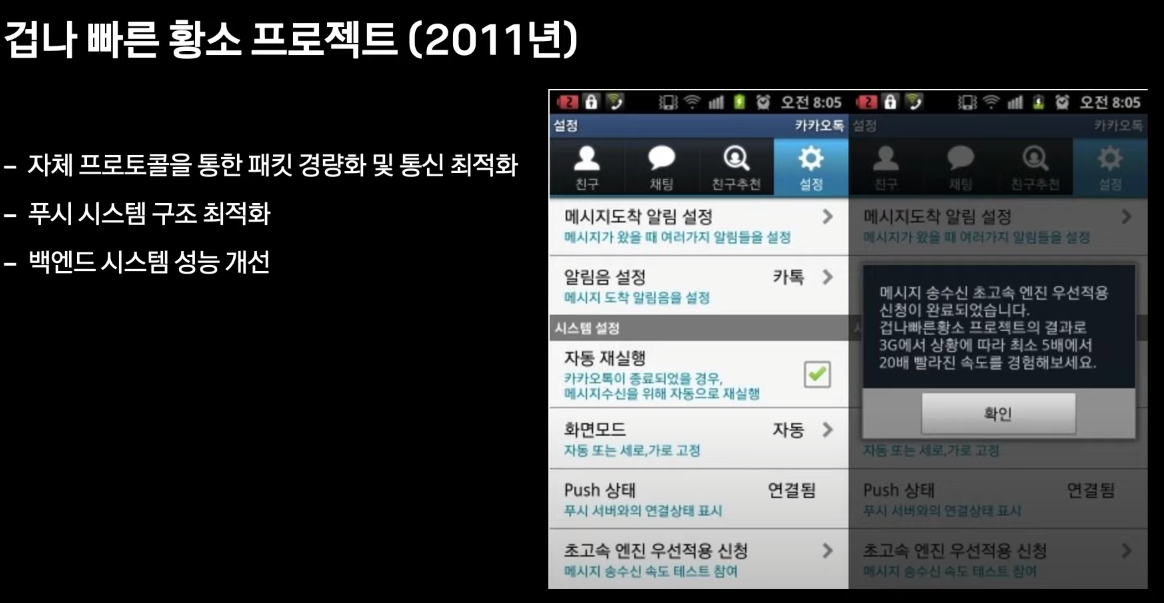 겁나 빠른 황소 프로젝트 (2011년)
- 자체 프로토콜을 통한 패킷 경량화 및 통신 최적화
- 푸시 시스템 구조 최적화
- 백엔드 시스템 성능 개선
2 오전 8:05
설정 카카오톡
친구 채팅 친구추천 설정
메시지도착 알림 설정
메시지가 왔을 때 여러가지 알림들을 설정
알림음 설정 카톡
메시지 도착 알림음을 설정
시스템 설정
자동 재실행
카카오톡이 종료되었을 경우,
메시지수신을 위해 자동으로 재실행
화면모드 자동
자동 또는 세로,가로 고정
Push 상태 연결됨
푸시 서버와의 연결상태 표시
초고속 엔진 우선적용 신청
메시지 송수신 속도 테스트 참여
2 오전 8:05
설정 카카오톡
친구 채팅 친구추천 설정
메시지도착 알림 설정
메시지가 왔을 때 여러가지 알림들을 설정
메시지 송수신 초고속 엔진 우선적용
신청이 완료되었습니다.
겁나빠른황소 프로젝트의 결과로
3G에서 상황에 따라 최소 5배에서
20배 빨라진 속도를 경험해보세요.
확인
자동 또는 세로,가로 고정
Push 상태 연결됨
푸시 서버와의 연결상태 표시
초고속 엔진 우선적용 신청
메시지 송수신 속도 테스트 참여